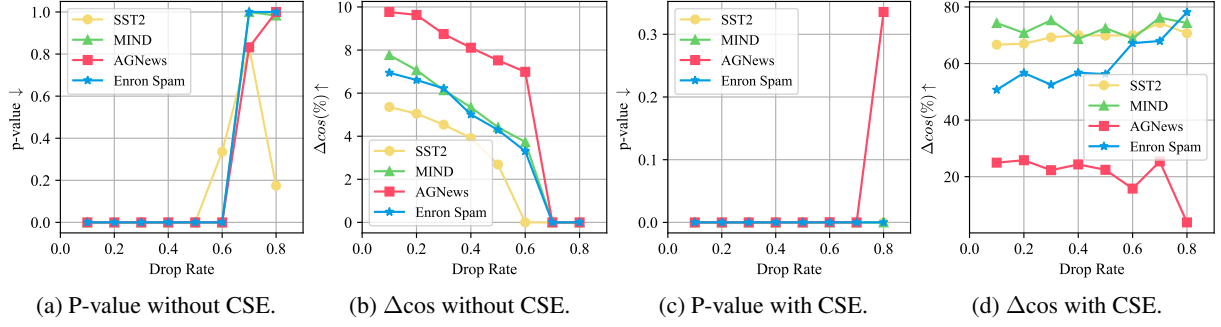 p-value ↓
1.0
0.8
0.6
0.4
0.2
0.0
SST2
MIND
AGNews
Enron Spam
0.0 0.2 0.4 0.6 0.8
Drop Rate
(a) P-value without CSE.
Δcos(%) ↑
10
8
6
4
2
0
SST2
MIND
AGNews
Enron Spam
0.0 0.2 0.4 0.6 0.8
Drop Rate
(b) Δcos without CSE.
p-value ↓
0.3
0.2
0.1
0.0
SST2
MIND
AGNews
Enron Spam
0.0 0.2 0.4 0.6 0.8
Drop Rate
(c) P-value with CSE.
Δcos(%) ↑
80
60
40
20
SST2
MIND
AGNews
Enron Spam
0.0 0.2 0.4 0.6 0.8
Drop Rate
(d) Δcos with CSE.